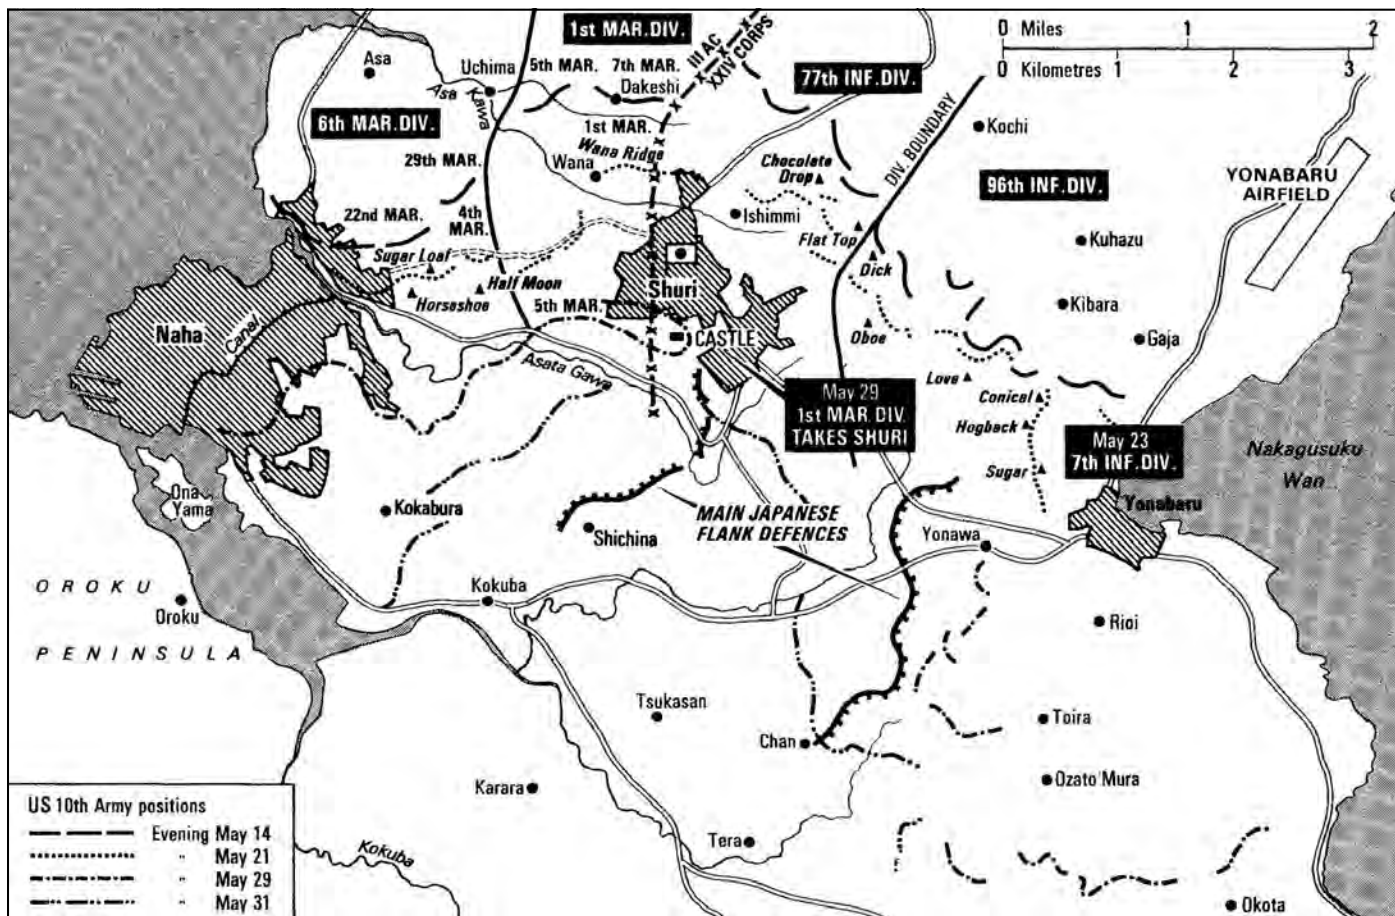 0 Miles 1 2
0 Kilometres 1 2 3
1st MAR.DIV.
III AC
XXIV CORPS
5th MAR.
7th MAR.
Asa
Uchima
Dakeshi
Asa
Kawa
77th INF. DIV.
6th MAR.DIV.
1st MAR.
Wana Ridge
Wana
29th MAR.
Chocolate
Drop
DIV. BOUNDARY
Kochi
96th INF.DIV.
YONABARU
AIRFIELD
22nd MAR.
4th
MAR.
Ishimmi
Flat Top
Kuhazu
Sugar Loaf
Half Moon
Horseshoe
Shuri
Dick
5th MAR.
Kibara
Naha
Canal
CASTLE
Oboe
Gaja
Asata Gawa
Love
May 29
1st MAR. DIV.
TAKES SHURI
Conical
Hogback
Sugar
May 23
7th INF.DIV.
Nakagusuku
Wan
Ona
Yama
Kokabura
MAIN JAPANESE
FLANK DEFENCES
Shichina
Yonabaru
Yonawa
OROKU
Oroku
PENINSULA
Kokuba
Rioi
Tsukasan
Toira
Chan
Karara
Ozato Mura
Tera
Kokuba
Okota
US 10th Army positions
Evening May 14
" May 21
" May 29
" May 31